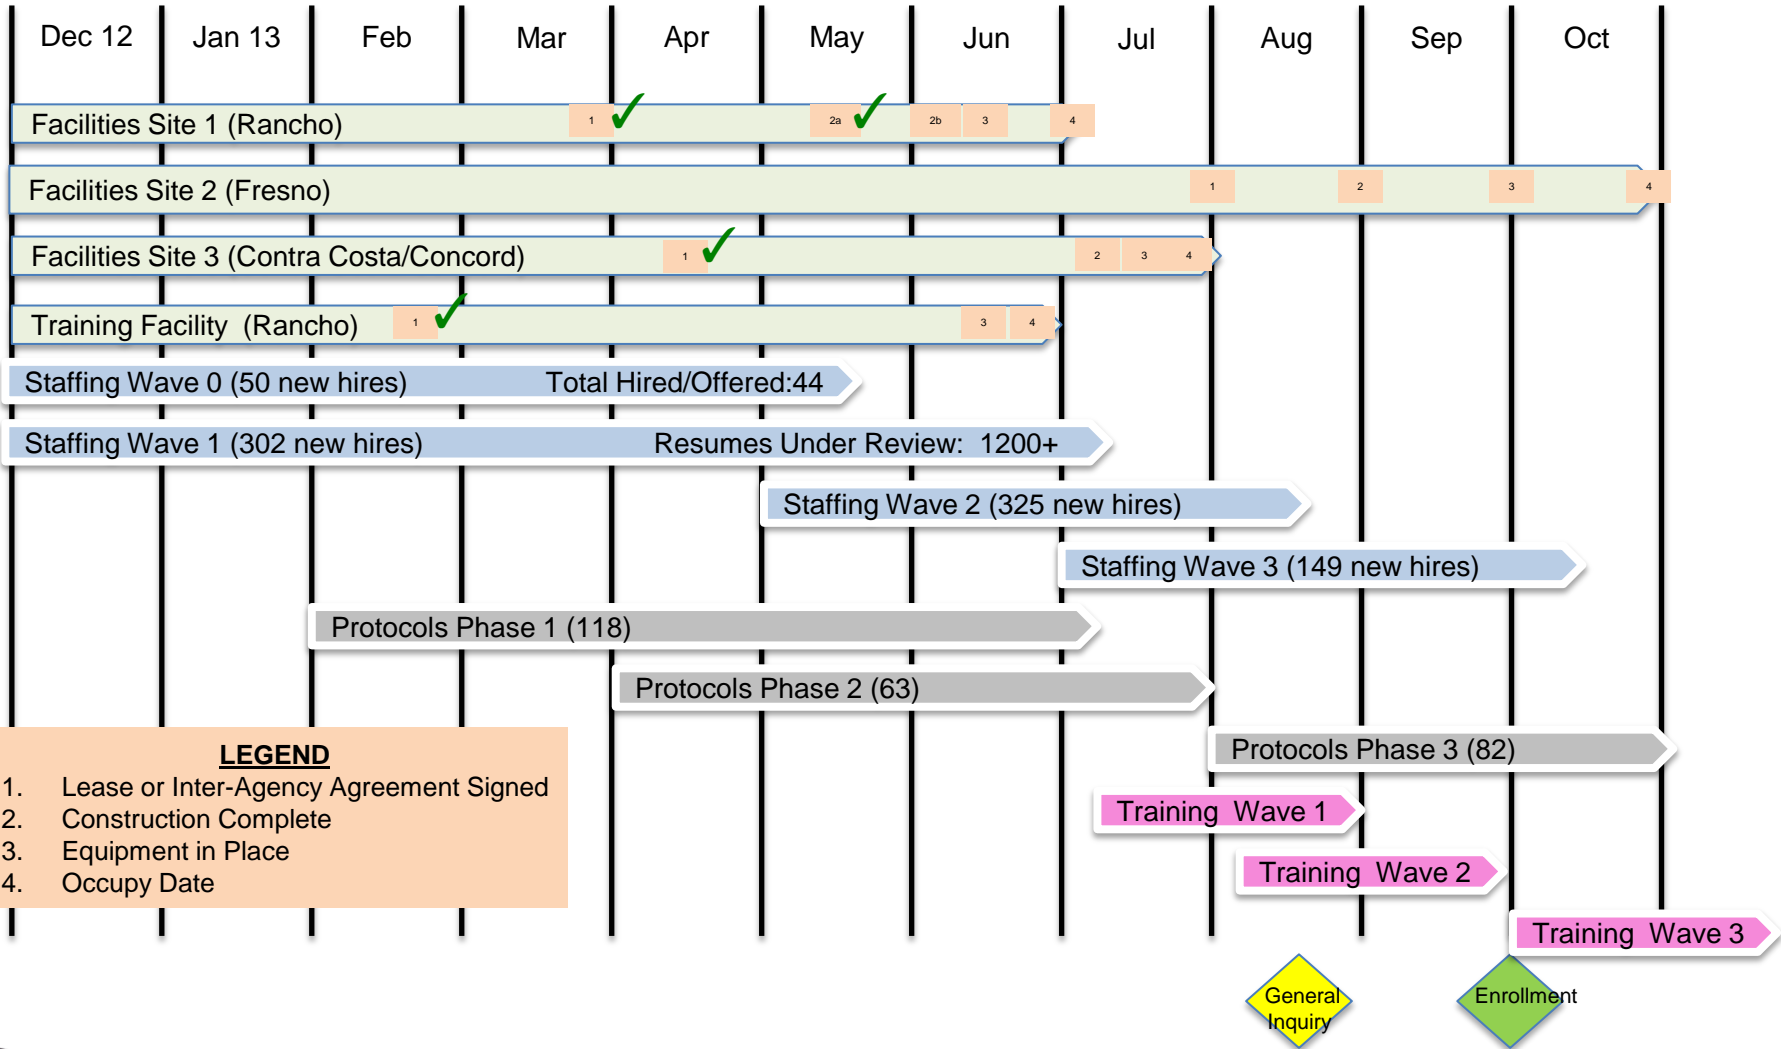 Dec 12 Jan 13 Feb Mar Apr May Jun Jul Aug Sep Oct
Facilities Site 1 (Rancho) 1 ✓ 2a ✓ 2b 3 4
Facilities Site 2 (Fresno) 1 2 3 4
Facilities Site 3 (Contra Costa/Concord) 1 ✓ 2 3 4
Training Facility (Rancho) 1 ✓ 3 4
Staffing Wave 0 (50 new hires) Total Hired/Offered:44
Staffing Wave 1 (302 new hires) Resumes Under Review: 1200+
Staffing Wave 2 (325 new hires)
Staffing Wave 3 (149 new hires)
Protocols Phase 1 (118)
Protocols Phase 2 (63)
Protocols Phase 3 (82)
LEGEND
1. Lease or Inter-Agency Agreement Signed
2. Construction Complete
3. Equipment in Place
4. Occupy Date
Training Wave 1
Training Wave 2
Training Wave 3
General
Inquiry
Enrollment